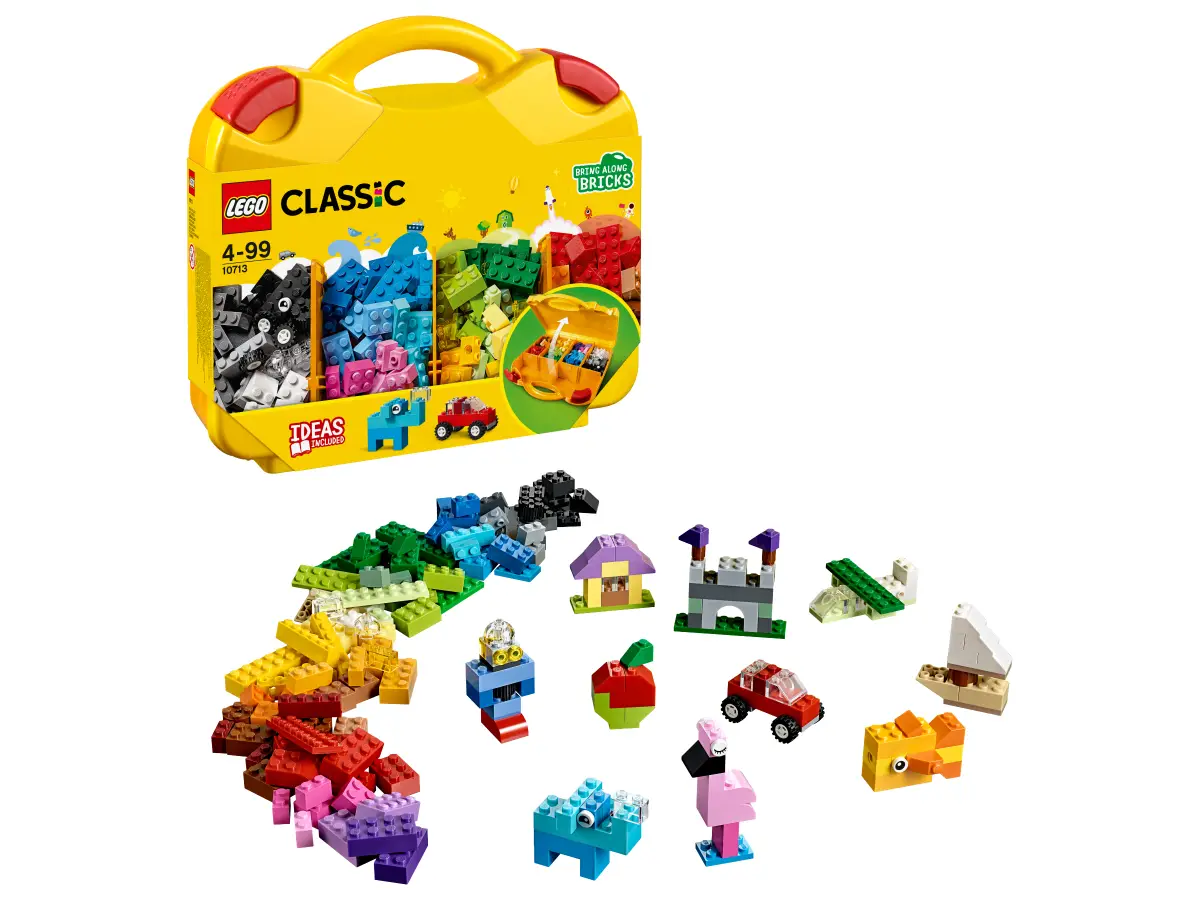 LEGO CLASSIC
4-99
10713
BRING ALONG
BRICKS
IDEAS
INCLUDED